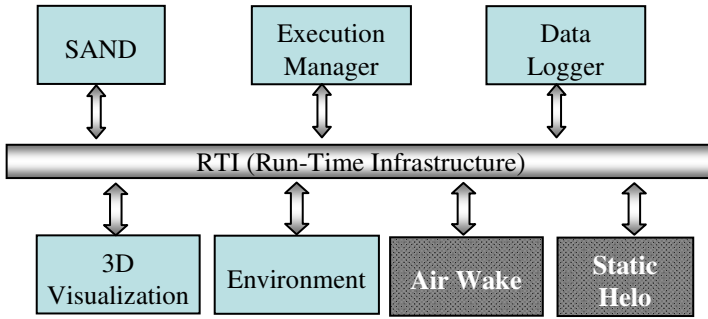 SAND
Execution
Manager
Data
Logger
RTI (Run-Time Infrastructure)
3D
Visualization
Environment
Air Wake
Static
Helo